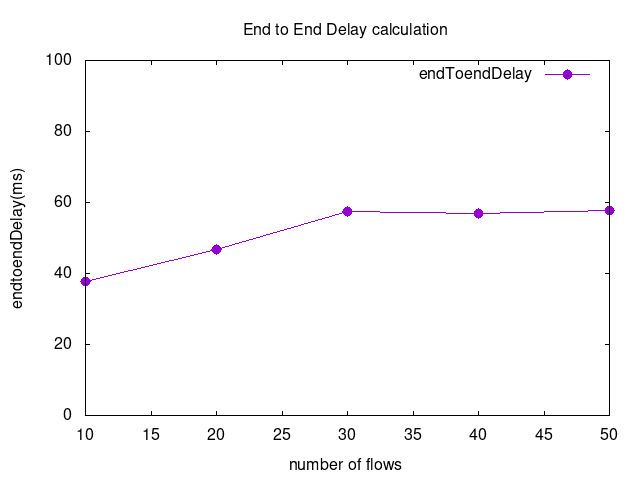 End to End Delay calculation
endToendDelay
100
80
60
40
20
0
endtoendDelay(ms)
10 15 20 25 30 35 40 45 50
number of flows